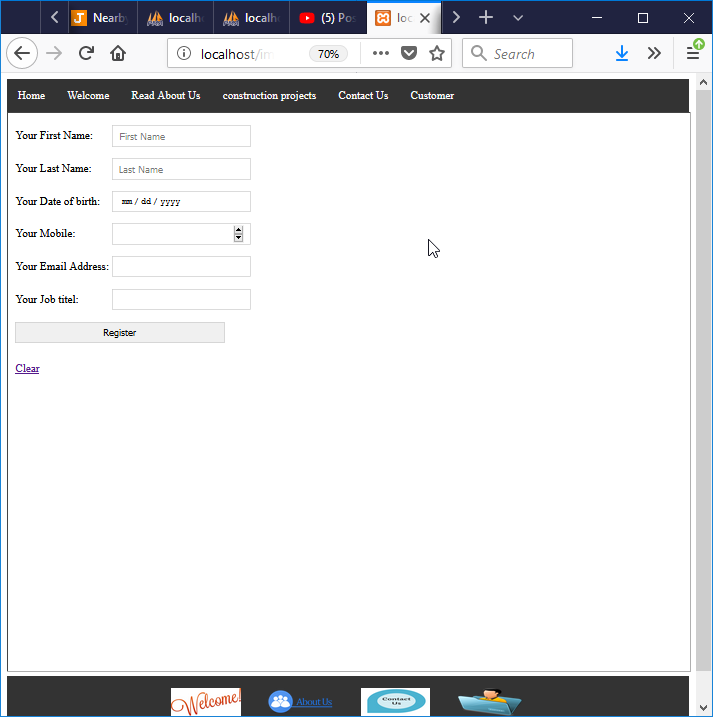 Nearby
localho
localho
(5) Pos
loc
localhost/im
70%
Search
Home Welcome Read About Us construction projects Contact Us Customer
Your First Name: First Name
Your Last Name: Last Name
Your Date of birth: mm / dd / yyyy
Your Mobile:
Your Email Address:
Your Job titel:
Register
Clear
Welcome!
About Us
Contact
Us